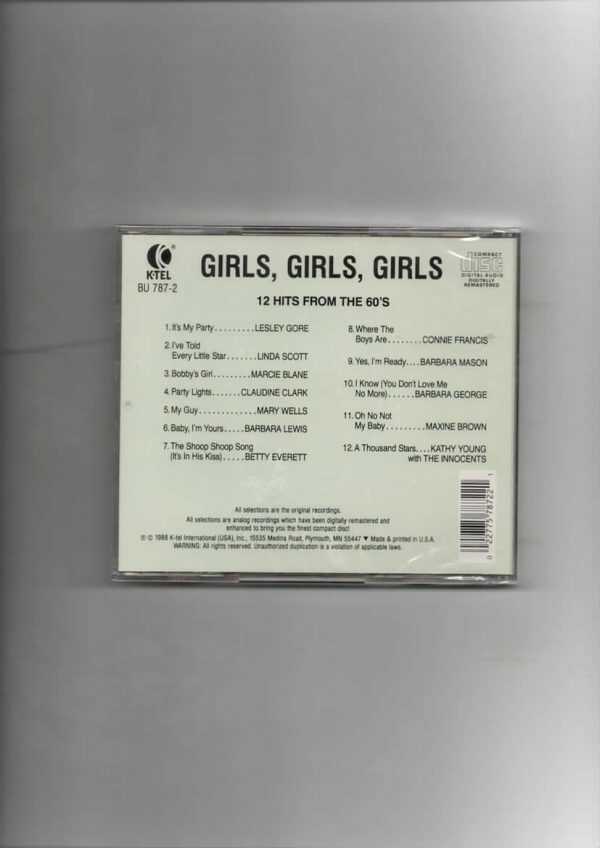 K-TEL®
BU 787-2
GIRLS, GIRLS, GIRLS
COMPACT
disc
DIGITAL AUDIO
DIGITALLY
REMASTERED
12 HITS FROM THE 60'S
1. It's My Party.........LESLEY GORE
2. I've Told
Every Little Star.......LINDA SCOTT
3. Bobby's Girl.........MARCIE BLANE
4. Party Lights.......CLAUDINE CLARK
5. My Guy............MARY WELLS
6. Baby, I'm Yours.....BARBARA LEWIS
7. The Shoop Shoop Song
(It's In His Kiss).....BETTY EVERETT
8. Where The
Boys Are........CONNIE FRANCIS
9. Yes, I'm Ready....BARBARA MASON
10. I Know (You Don't Love Me
No More)......BARBARA GEORGE
11. Oh No Not
My Baby........MAXINE BROWN
12. A Thousand Stars....KATHY YOUNG
with THE INNOCENTS
All selections are the original recordings.
All selections are analog recordings which have been digitally remastered and
enhanced to bring you the finest compact disc!
℗ © 1988 K-tel International (USA), Inc., 15535 Medina Road, Plymouth, MN 55447 ▼ Made & printed in U.S.A.
WARNING: All rights reserved. Unauthorized duplication is a violation of applicable laws.
0 22775 78722 1